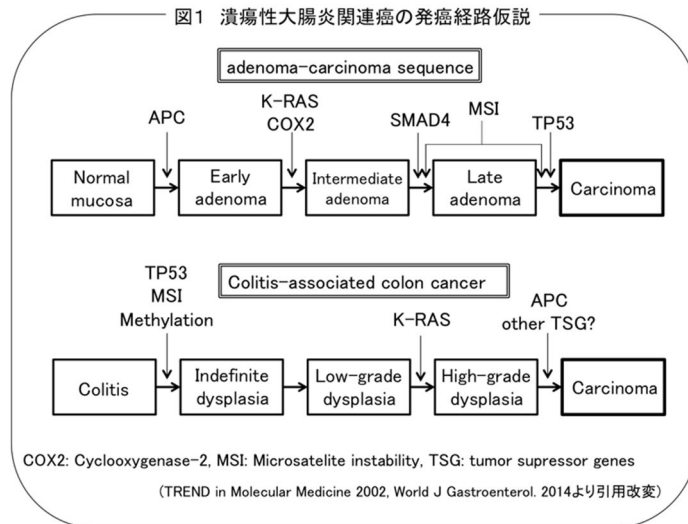 図1 潰瘍性大腸炎関連癌の発癌経路仮説
adenoma-carcinoma sequence
APC
K-RAS
COX2
SMAD4
MSI
TP53
Normal
mucosa
Early
adenoma
Intermediate
adenoma
Late
adenoma
Carcinoma
Colitis-associated colon cancer
TP53
MSI
Methylation
K-RAS
APC
other TSG?
Colitis
Indefinite
dysplasia
Low-grade
dysplasia
High-grade
dysplasia
Carcinoma
COX2: Cyclooxygenase-2, MSI: Microsatelite instability, TSG: tumor supressor genes
(TREND in Molecular Medicine 2002, World J Gastroenterol. 2014より引用改変)